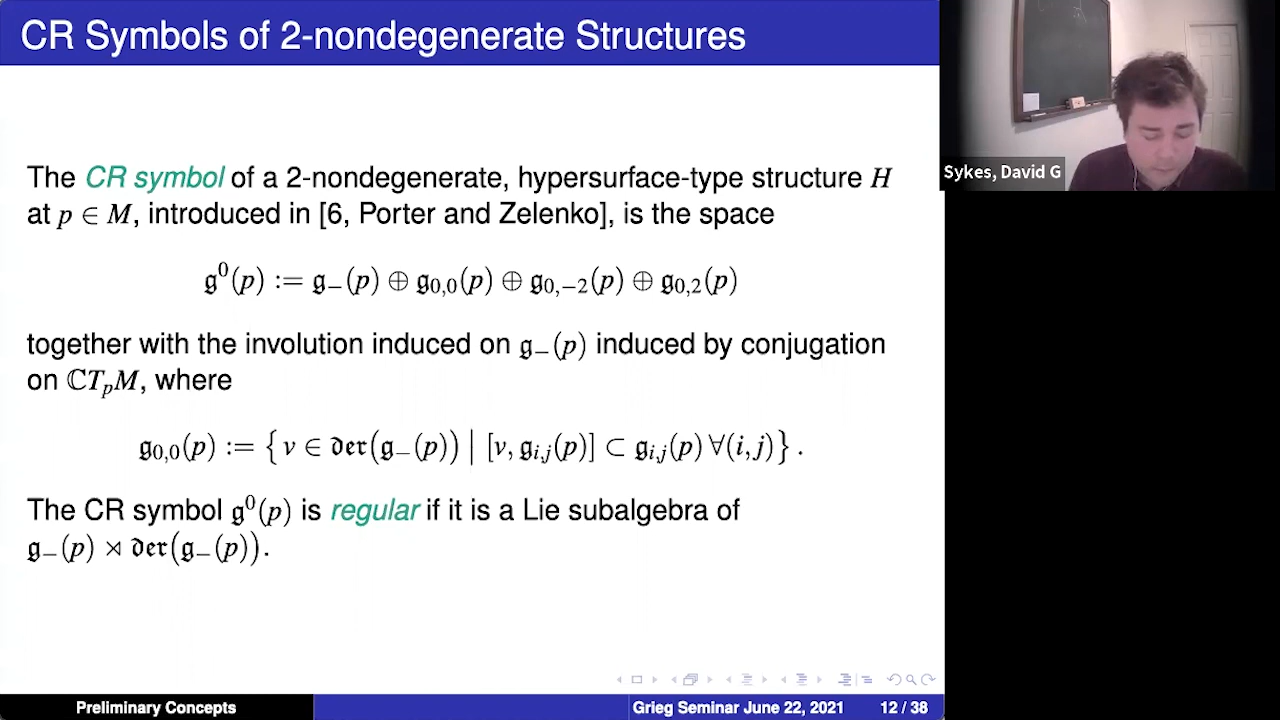 CR Symbols of 2-nondegenerate Structures
The CR symbol of a 2-nondegenerate, hypersurface-type structure H
at p ∈ M, introduced in [6, Porter and Zelenko], is the space
𝔤⁰(p) := 𝔤₋(p) ⊕ 𝔤₀,₀(p) ⊕ 𝔤₀,₋₂(p) ⊕ 𝔤₀,₂(p)
together with the involution induced on 𝔤₋(p) induced by conjugation
on ℂTₚM, where
𝔤₀,₀(p) := { v ∈ 𝔡𝔢𝔯(𝔤₋(p)) | [v, 𝔤ᵢ,ⱼ(p)] ⊂ 𝔤ᵢ,ⱼ(p) ∀(i, j) } .
The CR symbol 𝔤⁰(p) is regular if it is a Lie subalgebra of
𝔤₋(p) ⋊ 𝔡𝔢𝔯(𝔤₋(p)).
Preliminary Concepts
Grieg Seminar June 22, 2021
12 / 38
Sykes, David G